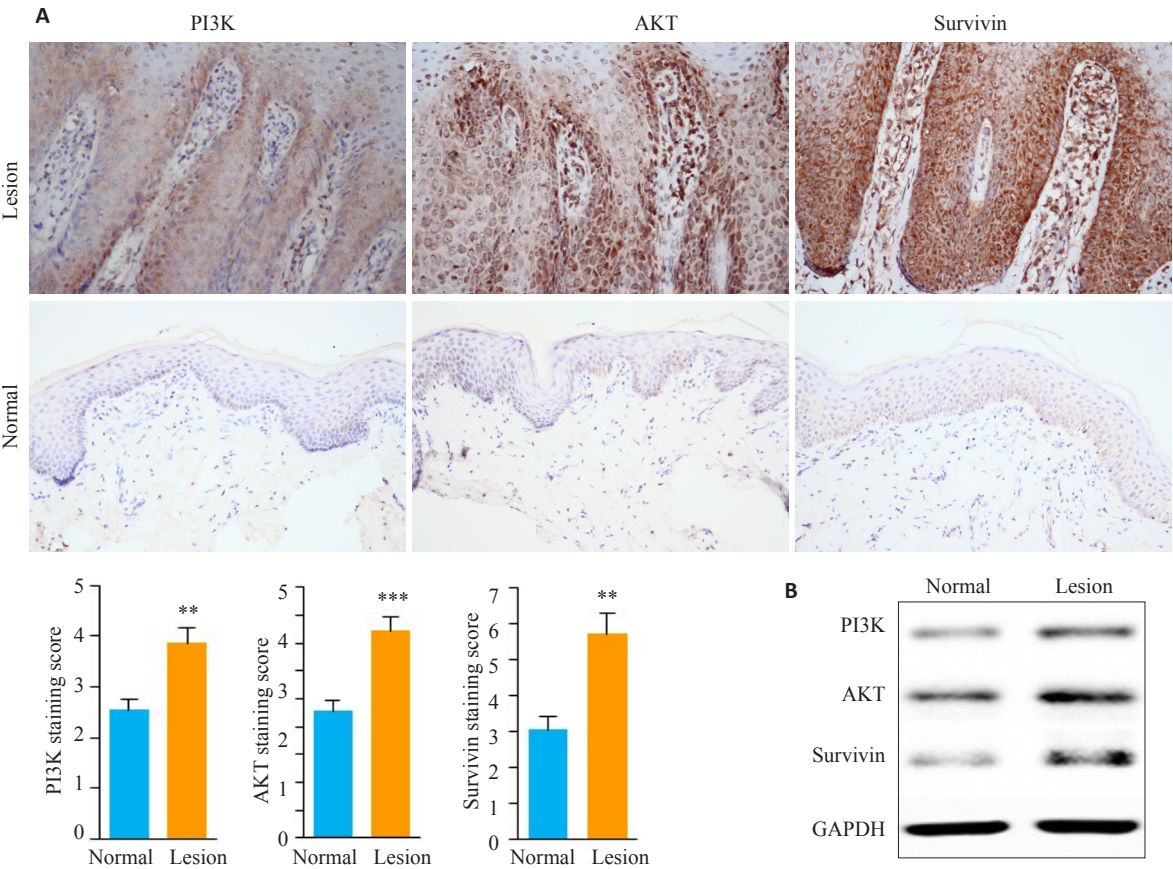 A
PI3K AKT Survivin
Lesion
Normal
PI3K staining score
5
4
3
2
1
0
** 
Normal Lesion
AKT staining score
5
4
3
2
1
0
***
Normal Lesion
Survivin staining score
7
6
5
4
3
2
1
0
**
Normal Lesion
B
Normal Lesion
PI3K
AKT
Survivin
GAPDH